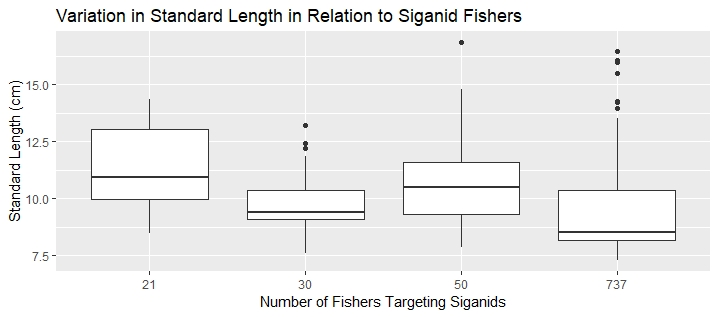 Variation in Standard Length in Relation to Siganid Fishers
Standard Length (cm)
15.0
12.5
10.0
7.5
21 30 50 737
Number of Fishers Targeting Siganids